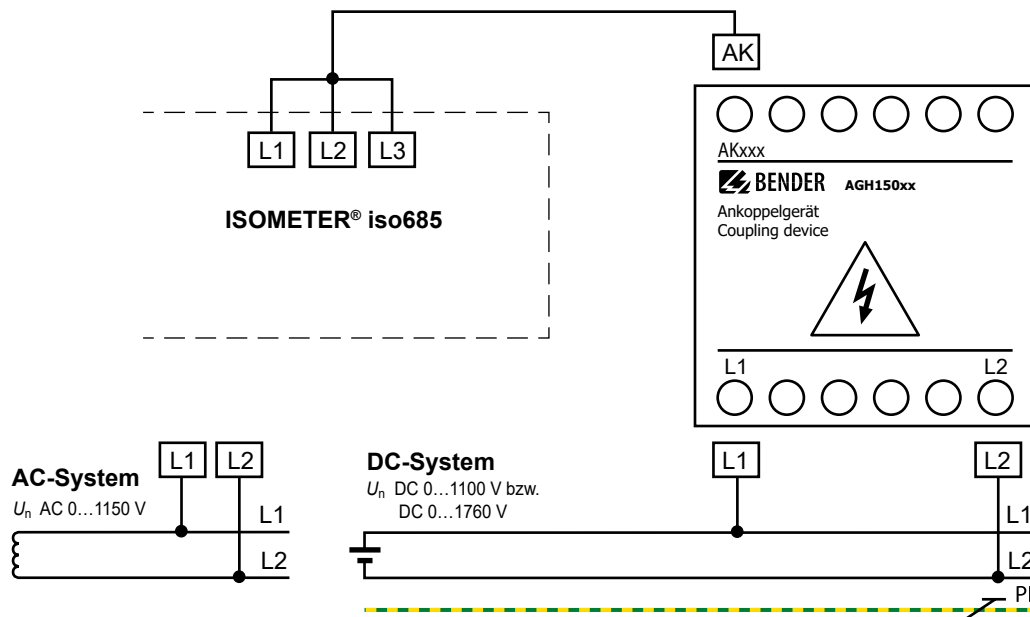 AK
L1 L2 L3
ISOMETER® iso685
AKxxx
BENDER AGH150xx
Ankoppelgerät
Coupling device
L1 L2
L1 L2
AC-System
Un AC 0...1150 V
L1
L2
DC-System
Un DC 0...1100 V bzw.
DC 0...1760 V
L1
L2
L1
L2